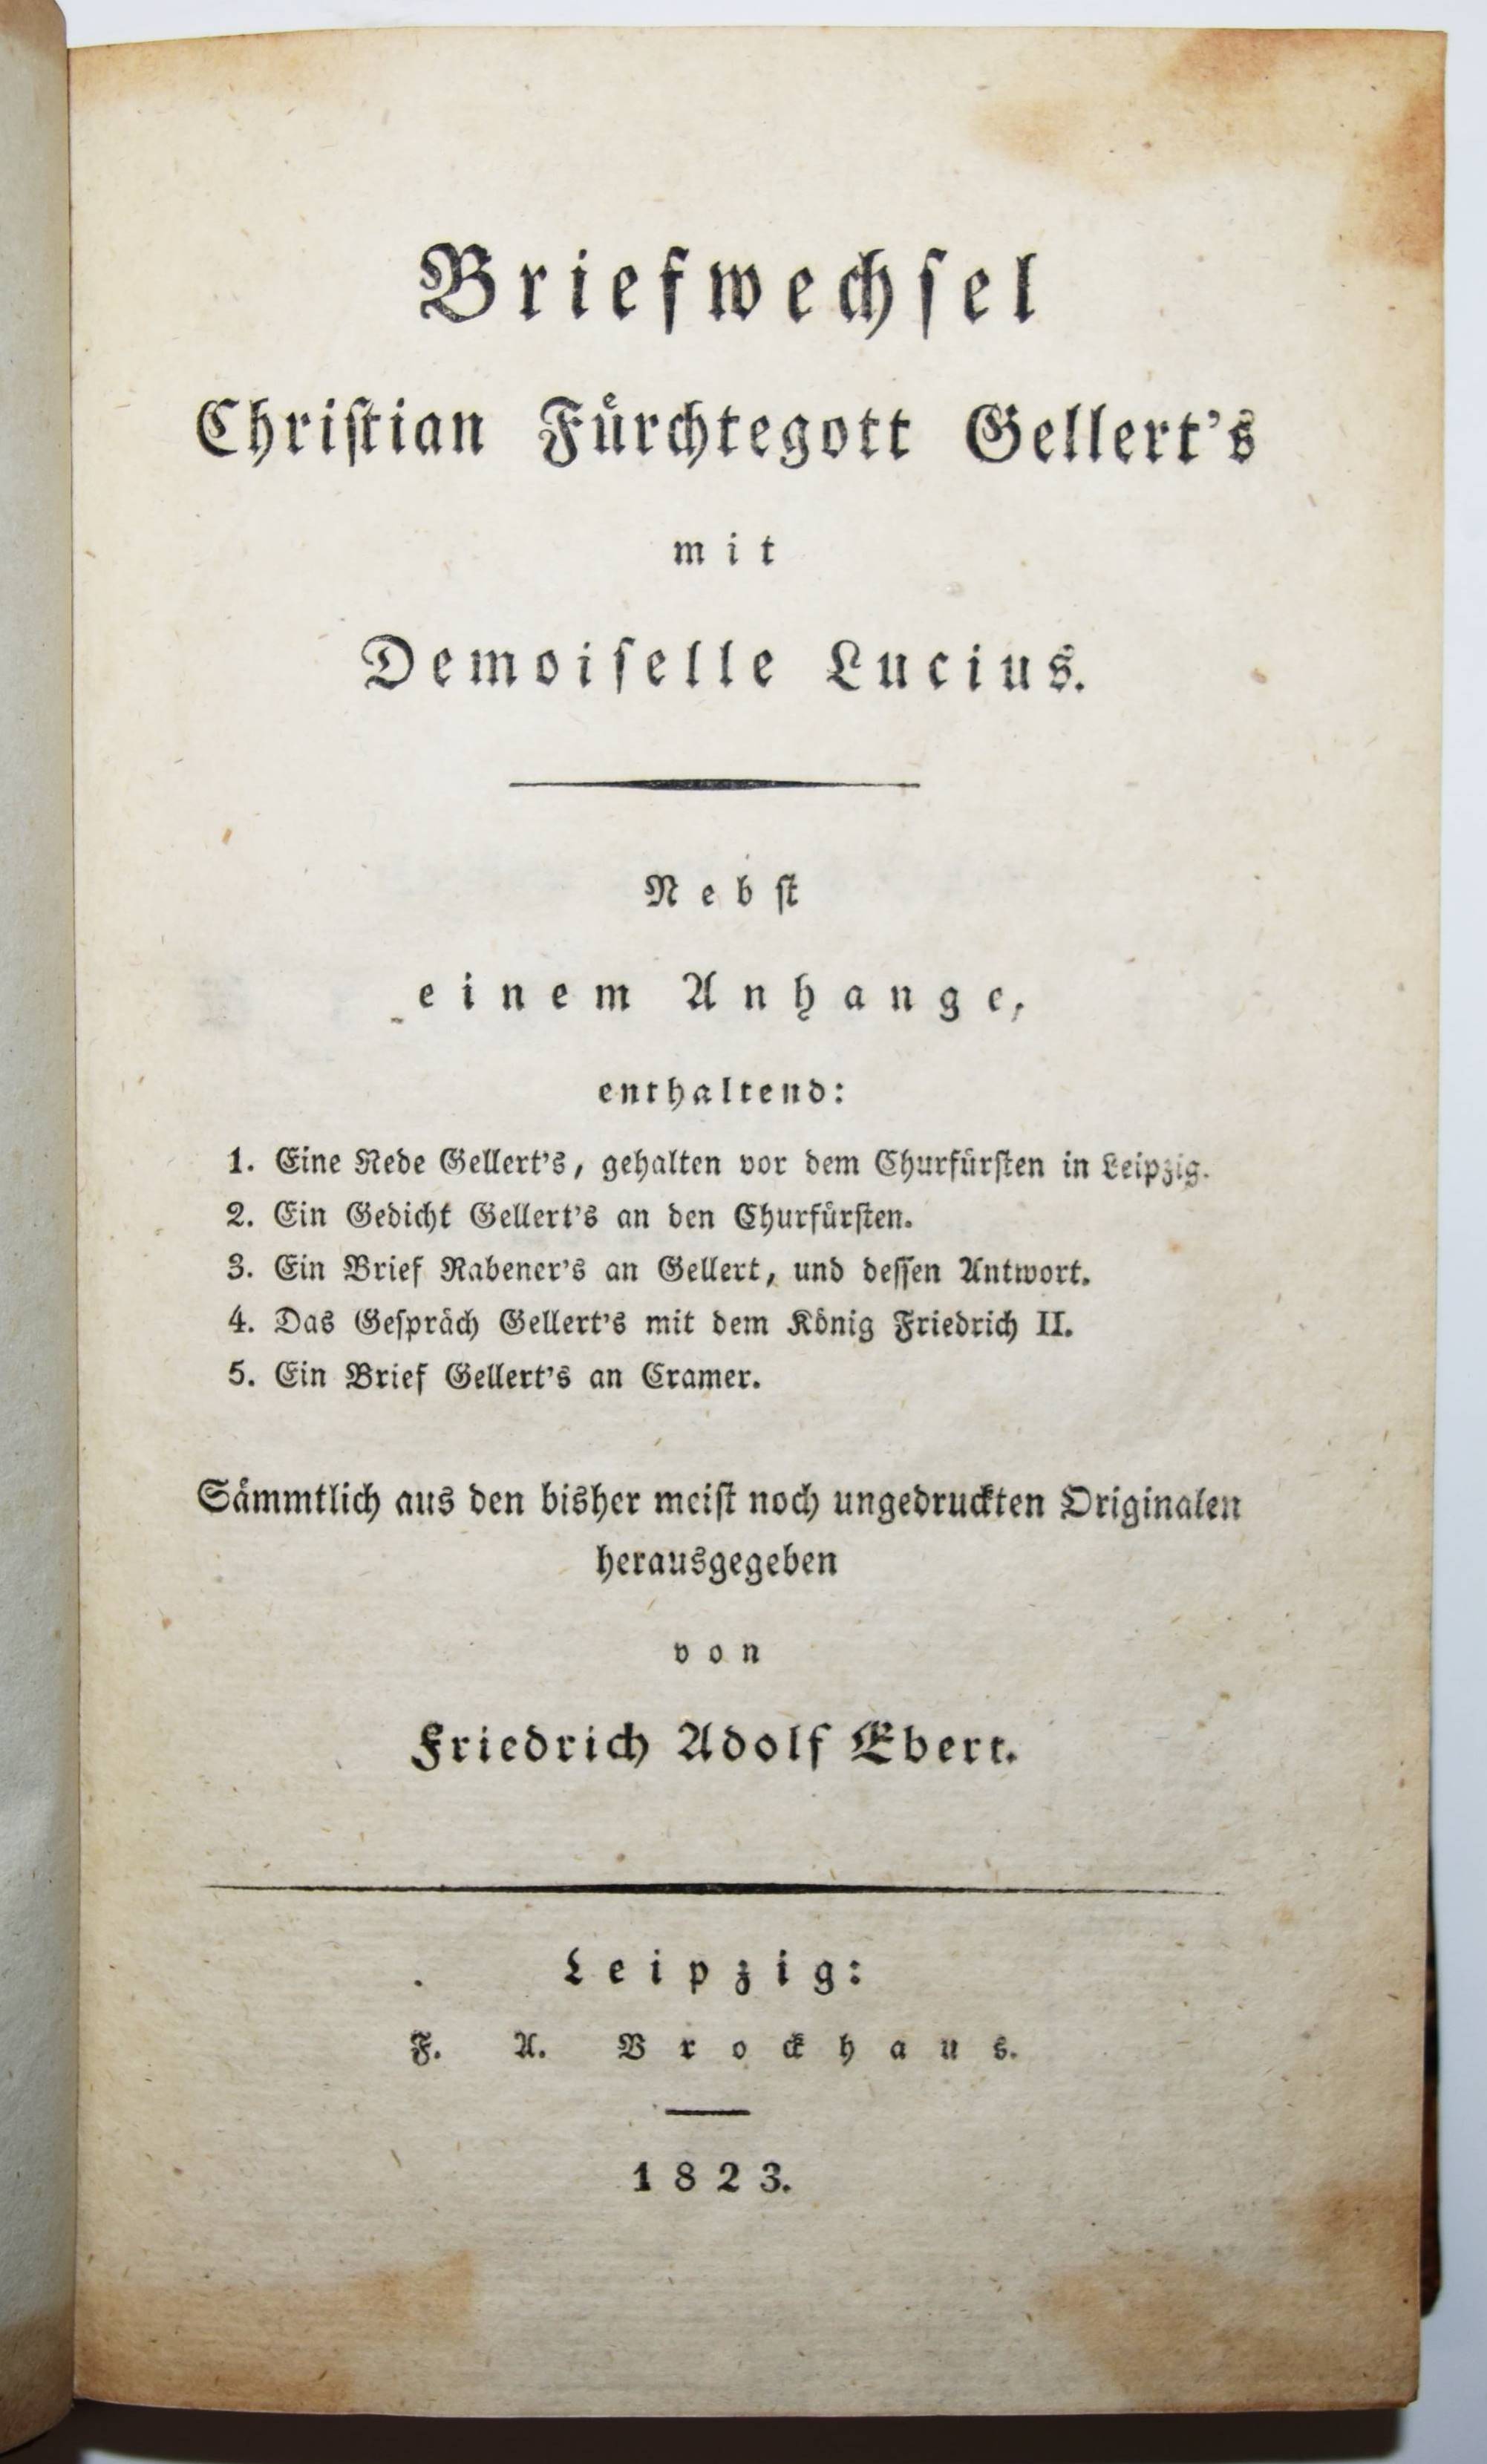 Briefwechsel
Christian Fürchtegott Gellert's
mit
Demoiselle Lucius.
Nebst
einem Anhange,
enthaltend:
1. Eine Rede Gellert's, gehalten vor dem Churfürsten in Leipzig.
2. Ein Gedicht Gellert's an den Churfürsten.
3. Ein Brief Rabener's an Gellert, und dessen Antwort.
4. Das Gespräch Gellert's mit dem König Friedrich II.
5. Ein Brief Gellert's an Cramer.
Sämmtlich aus den bisher meist noch ungedruckten Originalen
herausgegeben
von
Friedrich Adolf Ebert.
Leipzig:
F. A. Brockhaus.
1823.